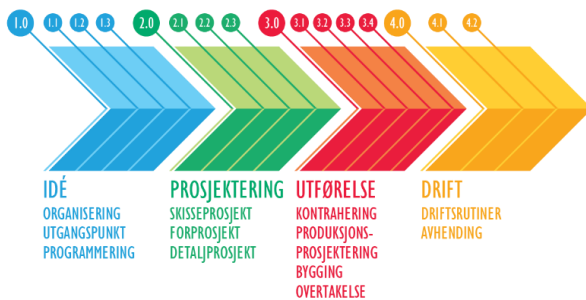 1.0 1.1 1.2 1.3 2.0 2.1 2.2 2.3 3.0 3.1 3.2 3.3 3.4 4.0 4.1 4.2
IDÉ
ORGANISERING
UTGANGSPUNKT
PROGRAMMERING
PROSJEKTERING
SKISSEPROSJEKT
FORPROSJEKT
DETALJPROSJEKT
UTFØRELSE
KONTRAHERING
PRODUKSJONS-
PROSJEKTERING
BYGGING
OVERTAKELSE
DRIFT
DRIFTSRUTINER
AVHENDING